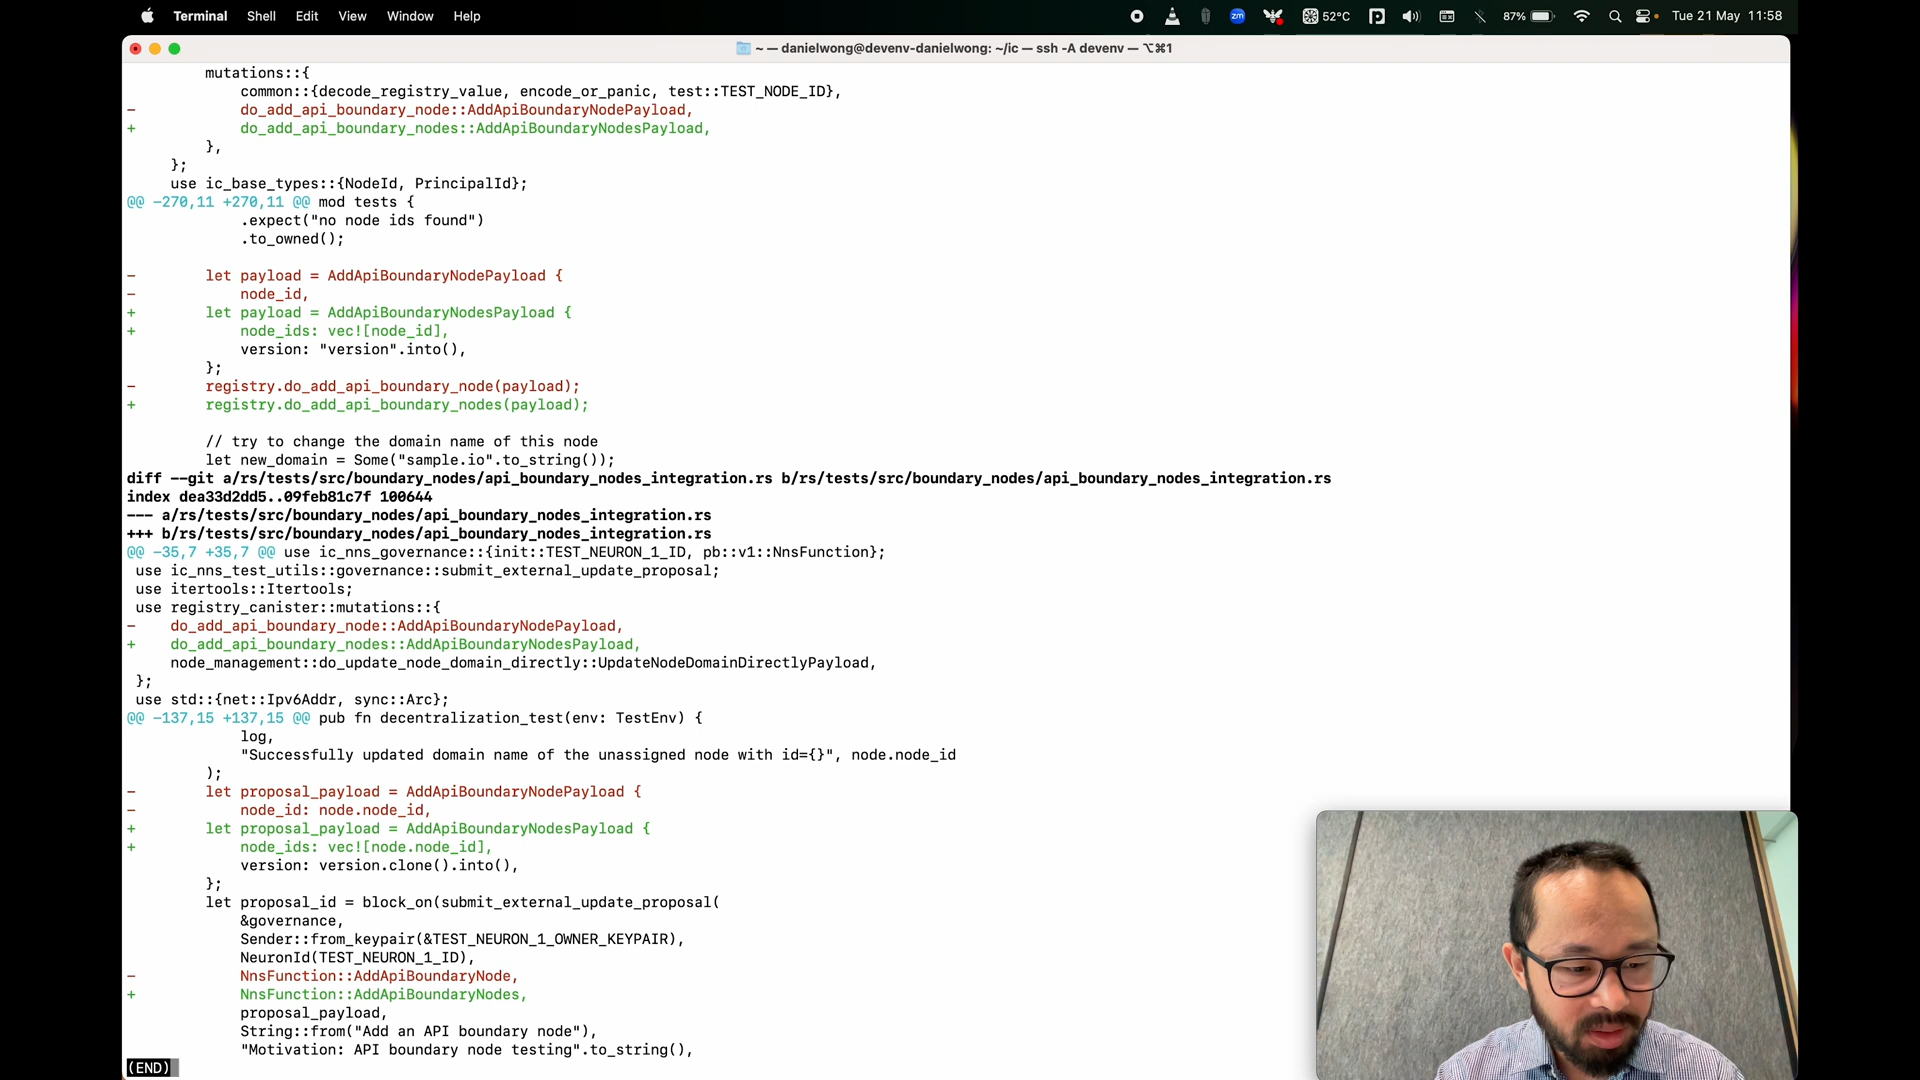 Terminal Shell Edit View Window Help zm 52°C 87% Tue 21 May 11:58
~ — danielwong@devenv-danielwong: ~/ic — ssh -A devenv — ⌥⌘1
mutations::{
common::{decode_registry_value, encode_or_panic, test::TEST_NODE_ID},
- do_add_api_boundary_node::AddApiBoundaryNodePayload,
+ do_add_api_boundary_nodes::AddApiBoundaryNodesPayload,
},
};
use ic_base_types::{NodeId, PrincipalId};
@@ -270,11 +270,11 @@ mod tests {
.expect("no node ids found")
.to_owned();
- let payload = AddApiBoundaryNodePayload {
- node_id,
+ let payload = AddApiBoundaryNodesPayload {
+ node_ids: vec![node_id],
version: "version".into(),
};
- registry.do_add_api_boundary_node(payload);
+ registry.do_add_api_boundary_nodes(payload);
// try to change the domain name of this node
let new_domain = Some("sample.io".to_string());
diff --git a/rs/tests/src/boundary_nodes/api_boundary_nodes_integration.rs b/rs/tests/src/boundary_nodes/api_boundary_nodes_integration.rs
index dea33d2dd5..09feb81c7f 100644
--- a/rs/tests/src/boundary_nodes/api_boundary_nodes_integration.rs
+++ b/rs/tests/src/boundary_nodes/api_boundary_nodes_integration.rs
@@ -35,7 +35,7 @@ use ic_nns_governance::{init::TEST_NEURON_1_ID, pb::v1::NnsFunction};
use ic_nns_test_utils::governance::submit_external_update_proposal;
use itertools::Itertools;
use registry_canister::mutations::{
- do_add_api_boundary_node::AddApiBoundaryNodePayload,
+ do_add_api_boundary_nodes::AddApiBoundaryNodesPayload,
node_management::do_update_node_domain_directly::UpdateNodeDomainDirectlyPayload,
};
use std::{net::Ipv6Addr, sync::Arc};
@@ -137,15 +137,15 @@ pub fn decentralization_test(env: TestEnv) {
log,
"Successfully updated domain name of the unassigned node with id={}", node.node_id
);
- let proposal_payload = AddApiBoundaryNodePayload {
- node_id: node.node_id,
+ let proposal_payload = AddApiBoundaryNodesPayload {
+ node_ids: vec![node.node_id],
version: version.clone().into(),
};
let proposal_id = block_on(submit_external_update_proposal(
&governance,
Sender::from_keypair(&TEST_NEURON_1_OWNER_KEYPAIR),
NeuronId(TEST_NEURON_1_ID),
- NnsFunction::AddApiBoundaryNode,
+ NnsFunction::AddApiBoundaryNodes,
proposal_payload,
String::from("Add an API boundary node"),
"Motivation: API boundary node testing".to_string(),
(END)